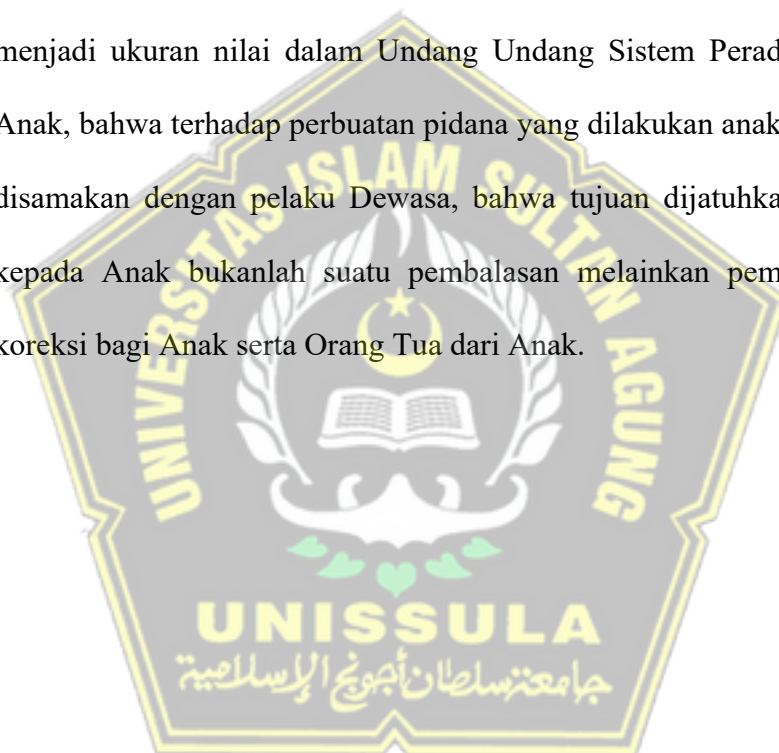 menjadi ukuran nilai dalam Undang Undang Sistem Perad
Anak, bahwa terhadap perbuatan pidana yang dilakukan anak
disamakan dengan pelaku Dewasa, bahwa tujuan dijatuhka
kepada Anak bukanlah suatu pembalasan melainkan pem
koreksi bagi Anak serta Orang Tua dari Anak.
UNIVERSITAS ISLAM SULTAN AGUNG
UNISSULA
جامعة سلطان أجونج الإسلامية